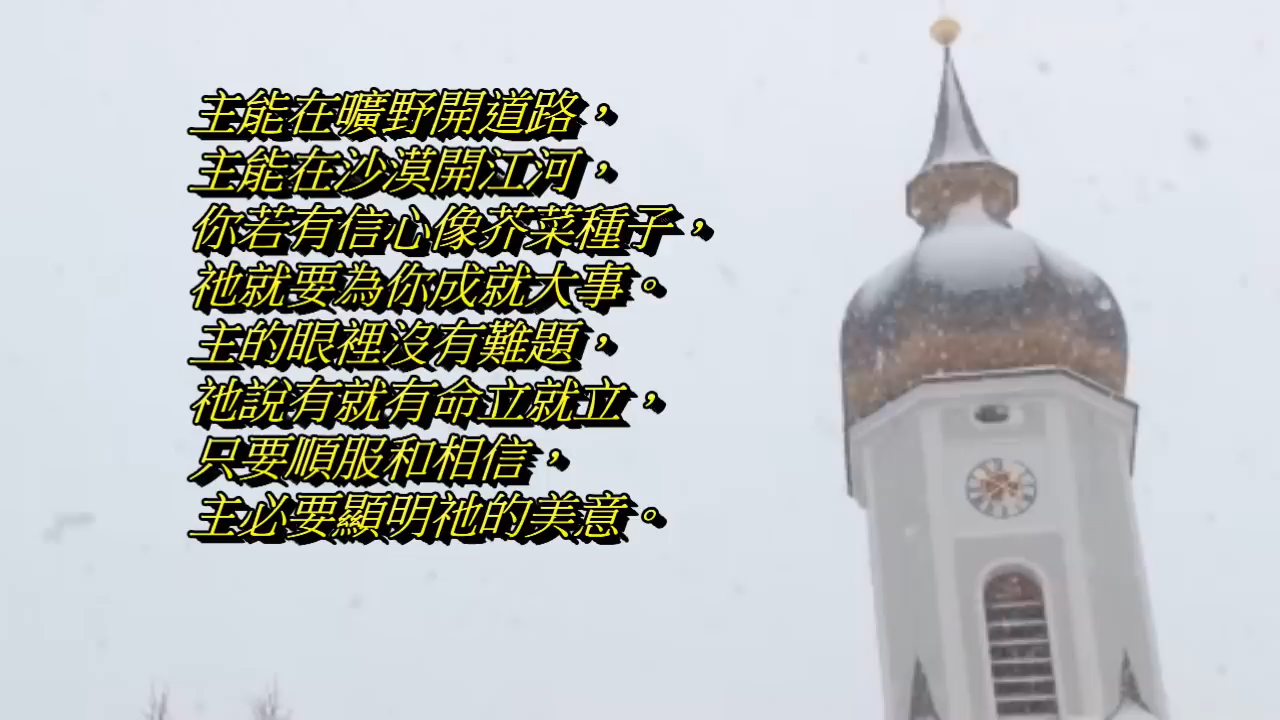 主能在曠野開道路，
主能在沙漠開江河，
你若有信心像芥菜種子，
祂就要為你成就大事。
主的眼裡沒有難題，
祂說有就有命立就立，
只要順服和相信，
主必要顯明祂的美意。